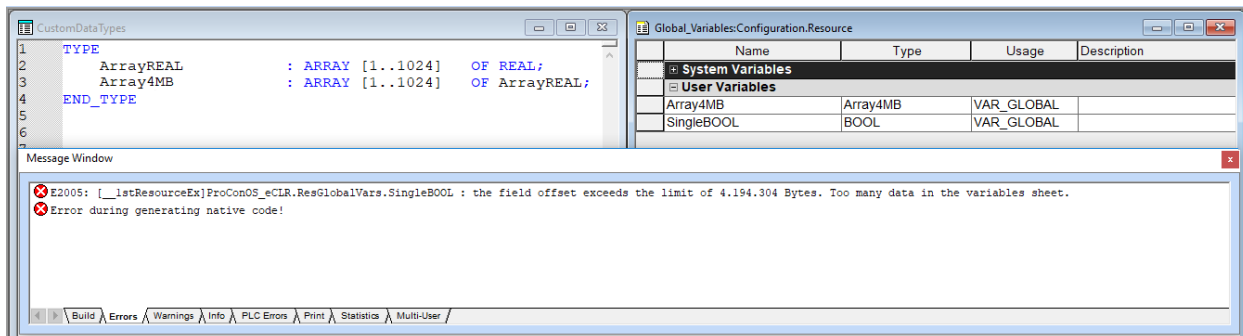 CustomDataTypes
1 TYPE
2 ArrayREAL : ARRAY [1..1024] OF REAL;
3 Array4MB : ARRAY [1..1024] OF ArrayREAL;
4 END_TYPE
5
6
Global_Variables:Configuration.Resource
Name Type Usage Description
System Variables
User Variables
Array4MB Array4MB VAR_GLOBAL
SingleBOOL BOOL VAR_GLOBAL
Message Window
E2005: [__1stResourceEx]ProConOS_eCLR.ResGlobalVars.SingleBOOL : the field offset exceeds the limit of 4.194.304 Bytes. Too many data in the variables sheet.
Error during generating native code!
Build Errors Warnings Info PLC Errors Print Statistics Multi-User